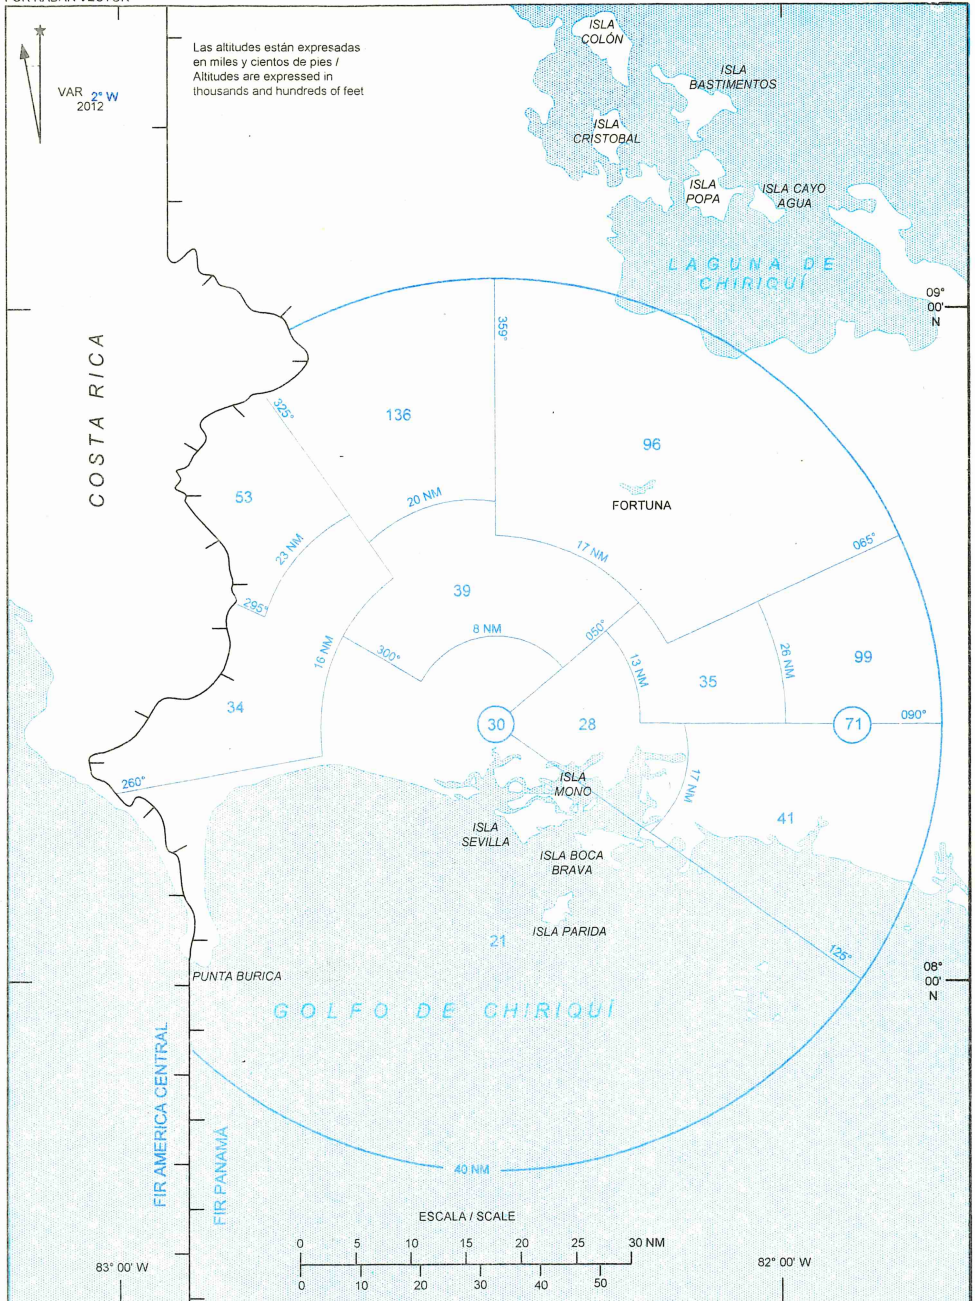 Las altitudes están expresadas
en miles y cientos de pies /
Altitudes are expressed in
thousands and hundreds of feet
VAR 2° W
2012
ISLA
COLÓN
ISLA
BASTIMENTOS
ISLA
CRISTOBAL
ISLA
POPA
ISLA CAYO
AGUA
LAGUNA DE
CHIRIQUÍ
09°
00'
N
COSTA RICA
359°
325°
136
96
53
20 NM
FORTUNA
23 NM
17 NM
065°
295°
39
8 NM
050°
16 NM
300°
13 NM
35
26 NM
99
34
30
28
71
090°
260°
ISLA
MONO
17 NM
41
ISLA
SEVILLA
ISLA BOCA
BRAVA
ISLA PARIDA
21
125°
PUNTA BURICA
08°
00'
N
GOLFO DE CHIRIQUÍ
FIR AMERICA CENTRAL
FIR PANAMÁ
40 NM
ESCALA / SCALE
0 5 10 15 20 25 30 NM
0 10 20 30 40 50
83° 00' W
82° 00' W